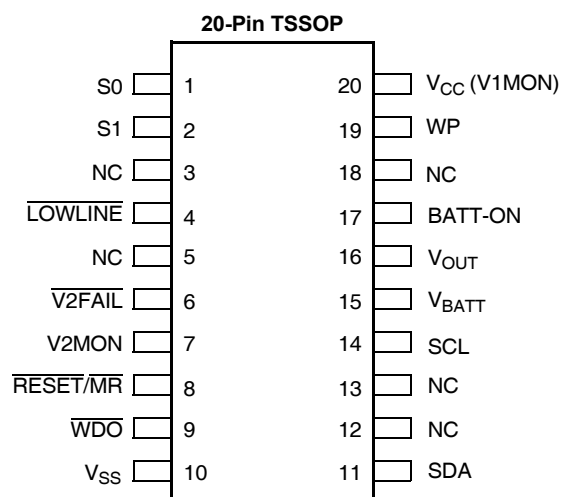 20-Pin TSSOP
S0 1 20 VCC (V1MON)
S1 2 19 WP
NC 3 18 NC
LOWLINE 4 17 BATT-ON
NC 5 16 VOUT
V2FAIL 6 15 VBATT
V2MON 7 14 SCL
RESET/MR 8 13 NC
WDO 9 12 NC
VSS 10 11 SDA